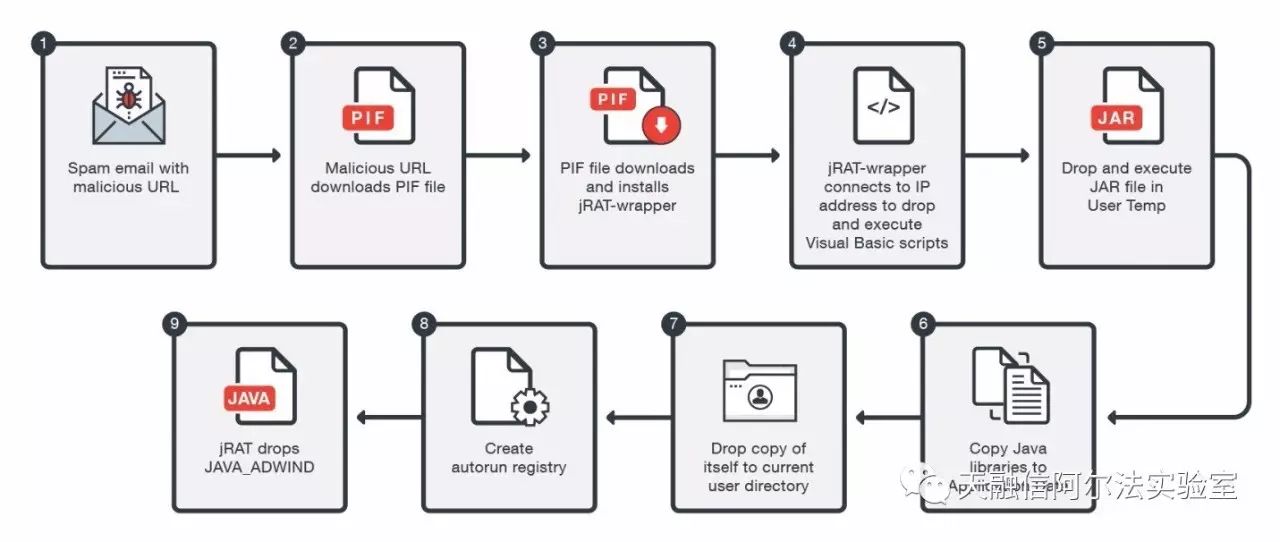 1
Spam email with
malicious URL
2
PIF
Malicious URL
downloads PIF file
3
PIF
PIF file downloads
and installs
jRAT-wrapper
4
</>
jRAT-wrapper
connects to IP
address to drop
and execute
Visual Basic scripts
5
JAR
Drop and execute
JAR file in
User Temp
6
Copy Java
libraries to
Application Data
7
Drop copy of
itself to current
user directory
8
Create
autorun registry
9
JAVA
jRAT drops
JAVA_ADWIND
天融信阿尔法实验室